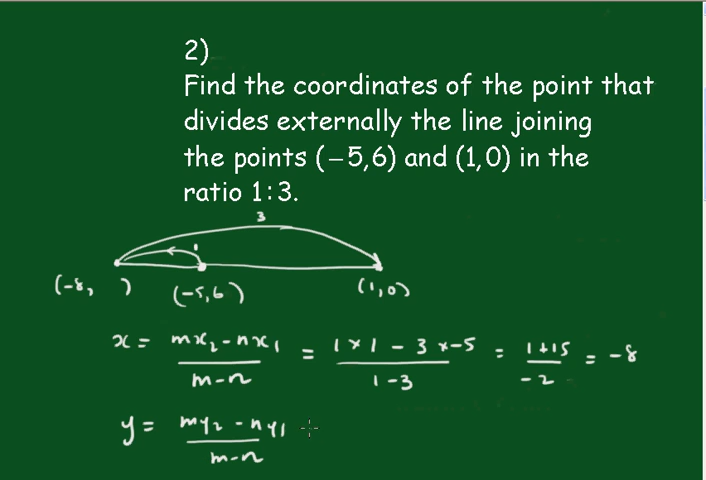 2)
Find the coordinates of the point that
divides externally the line joining
the points (−5,6) and (1,0) in the
ratio 1:3.
3
1
(-8, ) (-5,6) (1,0)
x = mx₂ - nx₁ / m-n = 1 × 1 - 3 × -5 / 1-3 = 1+15 / -2 = -8
y = my₂ - ny₁ / m-n